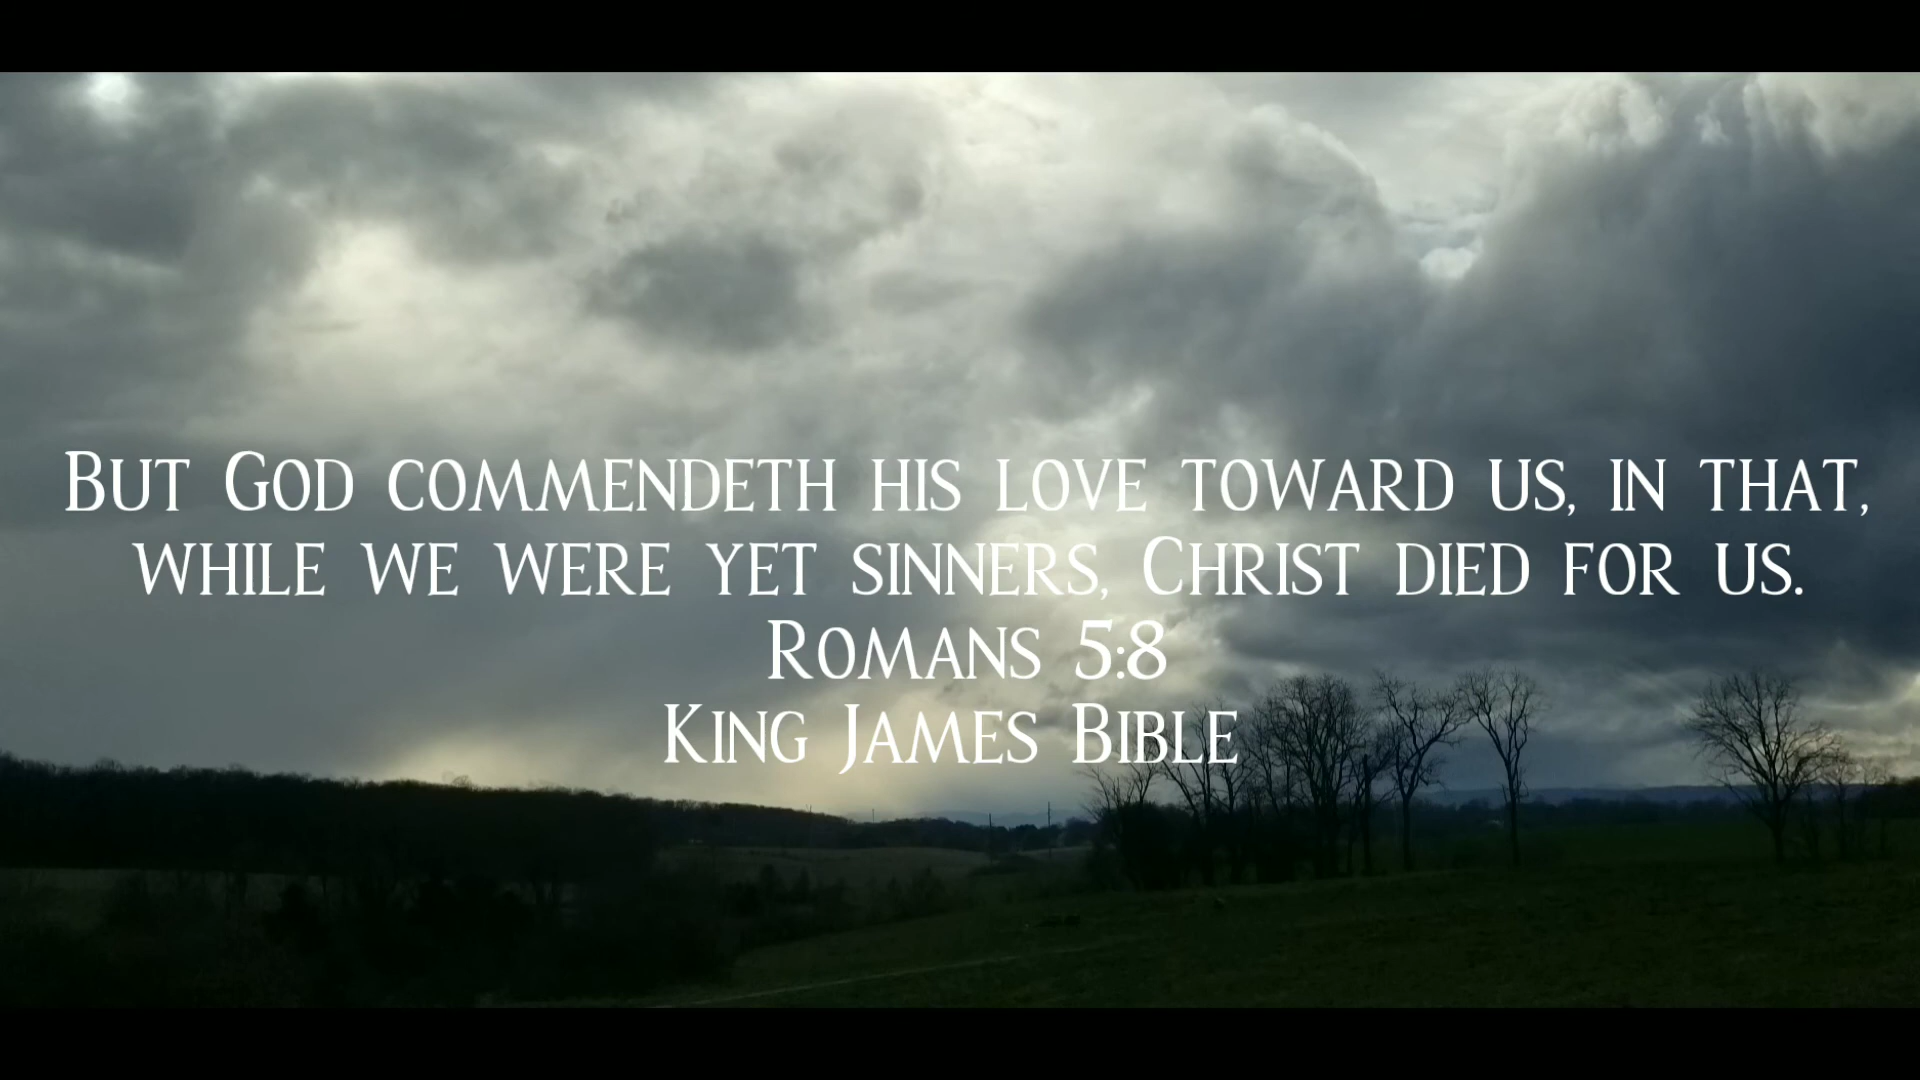 But God commendeth his love toward us, in that,
while we were yet sinners, Christ died for us.
Romans 5:8
King James Bible